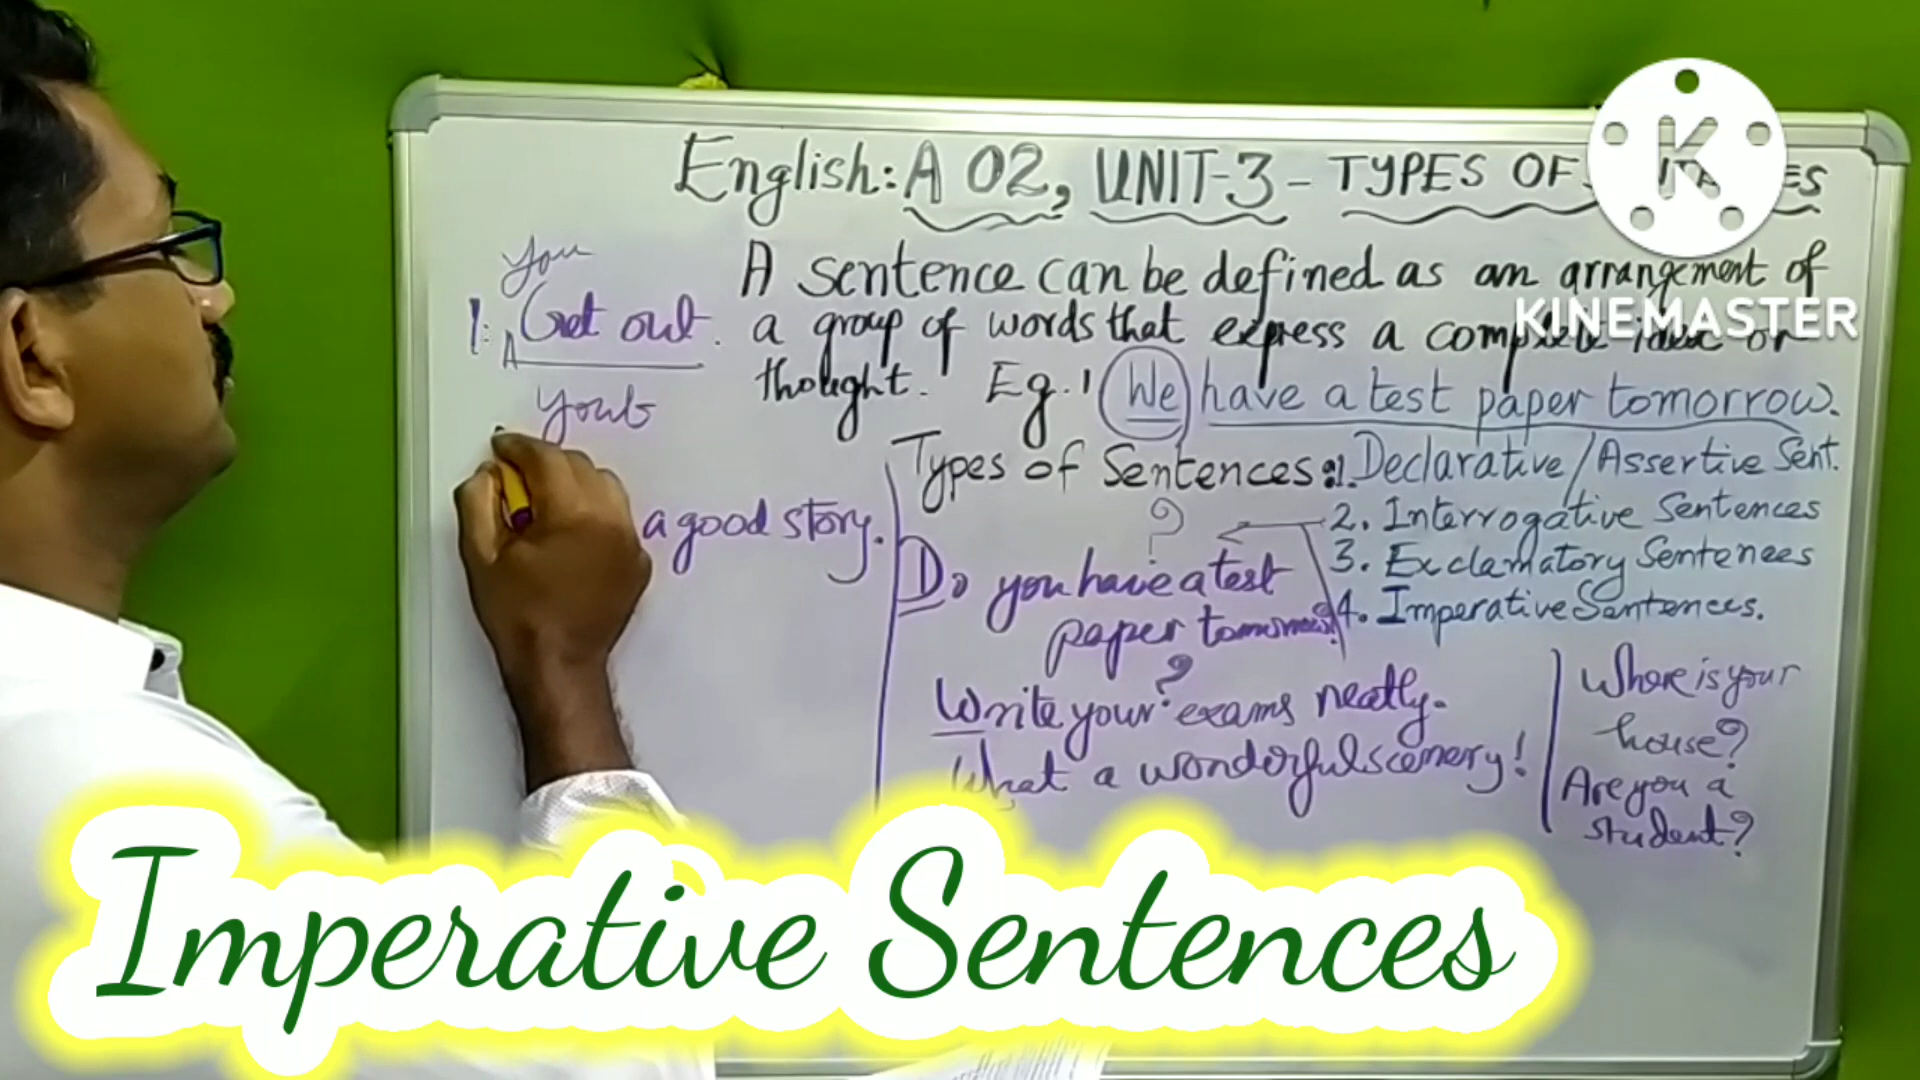 English: A 02, UNIT-3 - TYPES OF
A sentence can be defined as an arrangement of
a group of words that express a complete idea or
thought. Eg. 1 We have a test paper tomorrow.
you
1: Get out.
a good story.
Types of Sentences: 1. Declarative/Assertive Sent.
2. Interrogative Sentences
3. Exclamatory Sentences
4. Imperative Sentences.
?
Do you have a test
paper tomorrow?
?
Write your exams neatly.
What a wonderful scenery!
Where is your
house?
Are you a
student?
K
KINEMASTER
Imperative Sentences